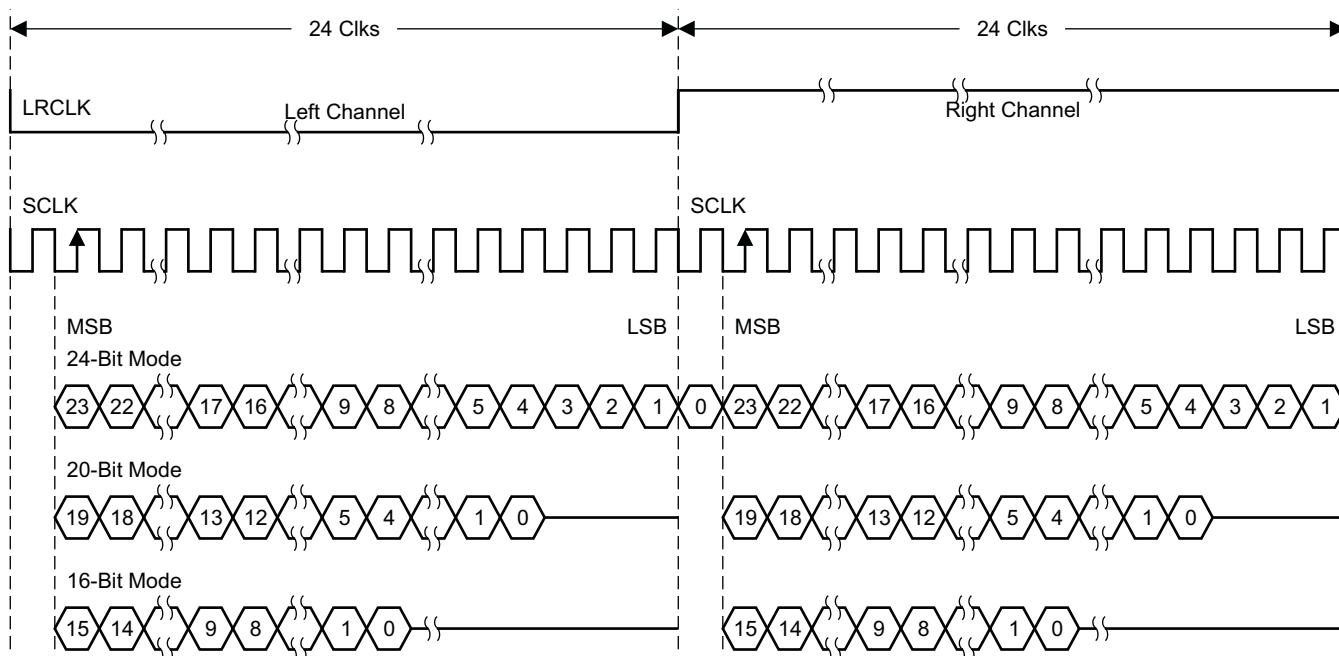 24 Clks 24 Clks
LRCLK Left Channel Right Channel
SCLK SCLK
MSB LSB MSB LSB
24-Bit Mode
23 22 17 16 9 8 5 4 3 2 1 0 23 22 17 16 9 8 5 4 3 2 1
20-Bit Mode
19 18 13 12 5 4 1 0 19 18 13 12 5 4 1 0
16-Bit Mode
15 14 9 8 1 0 15 14 9 8 1 0